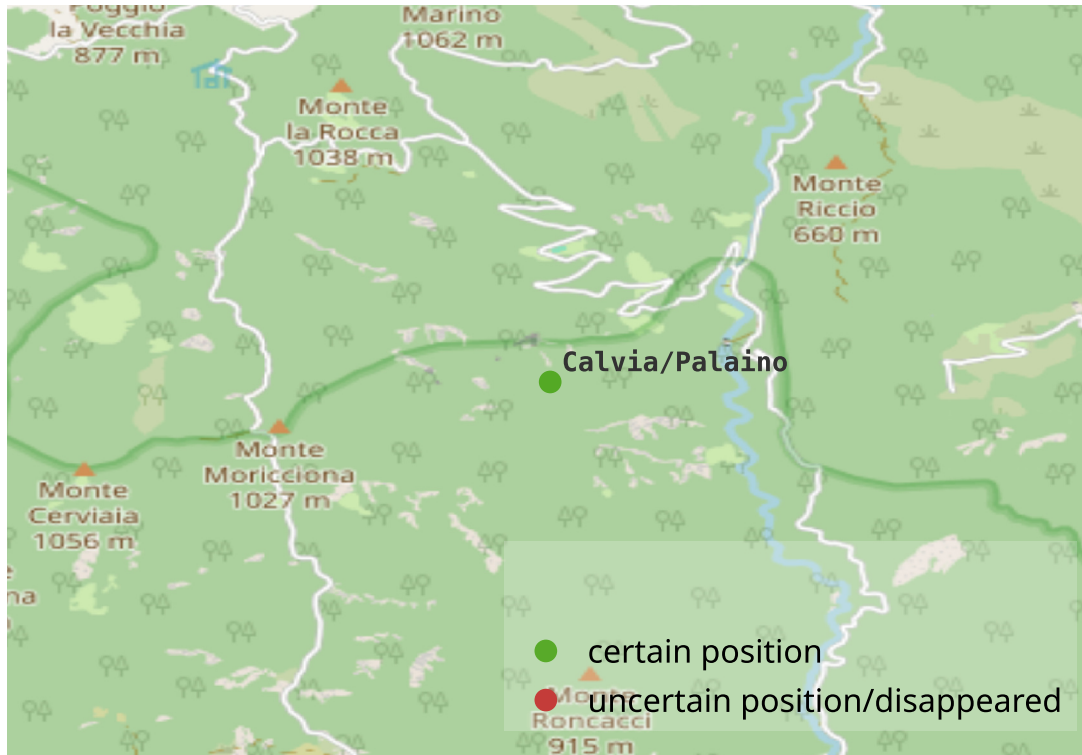 Poggio
la Vecchia
877 m
Marino
1062 m
Monte
la Rocca
1038 m
Monte
Riccio
660 m
Calvia/Palaino
Monte
Moricciona
1027 m
Monte
Cerviaia
1056 m
na
certain position
uncertain position/disappeared
Monte
Roncacci
915 m